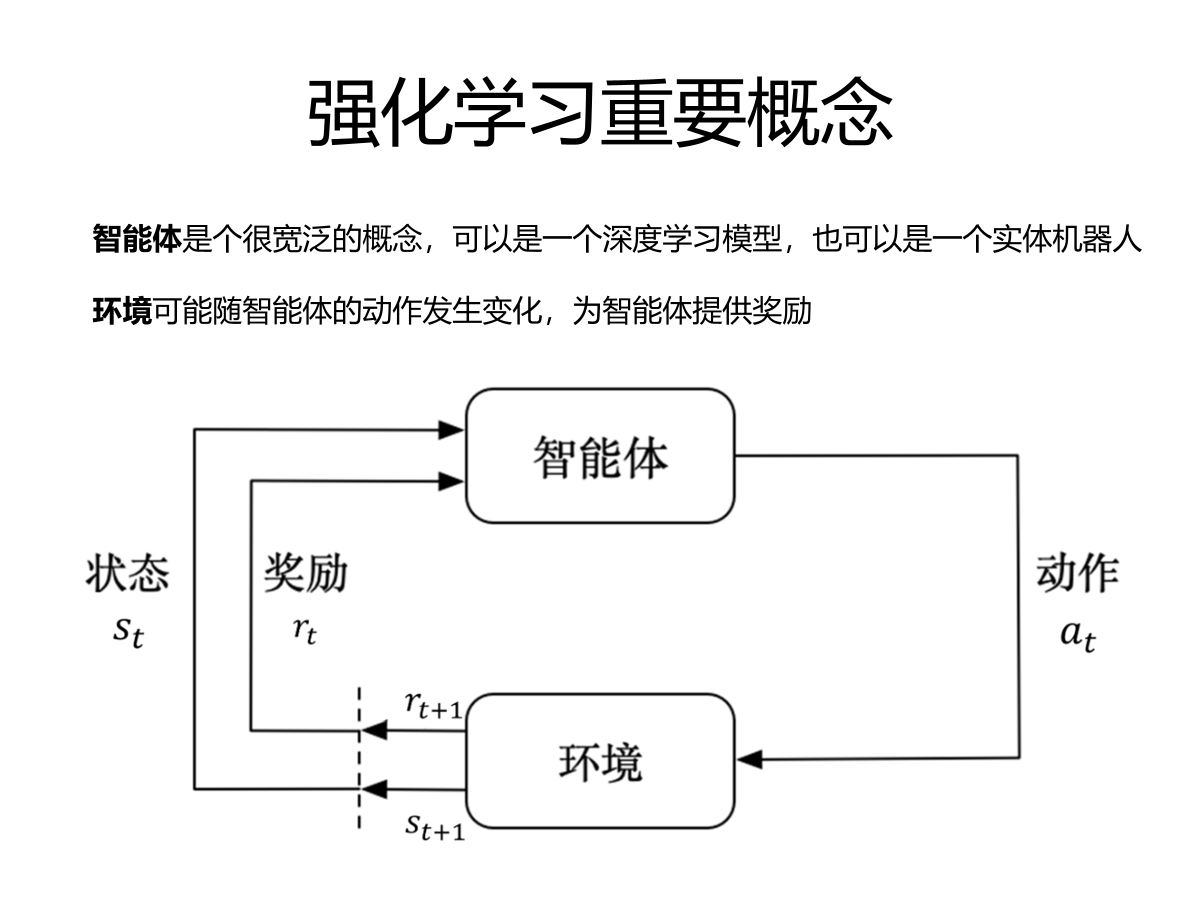 强化学习重要概念
智能体是个很宽泛的概念，可以是一个深度学习模型，也可以是一个实体机器人
环境可能随智能体的动作发生变化，为智能体提供奖励
智能体
状态
s_t
奖励
r_t
动作
a_t
r_{t+1}
环境
s_{t+1}